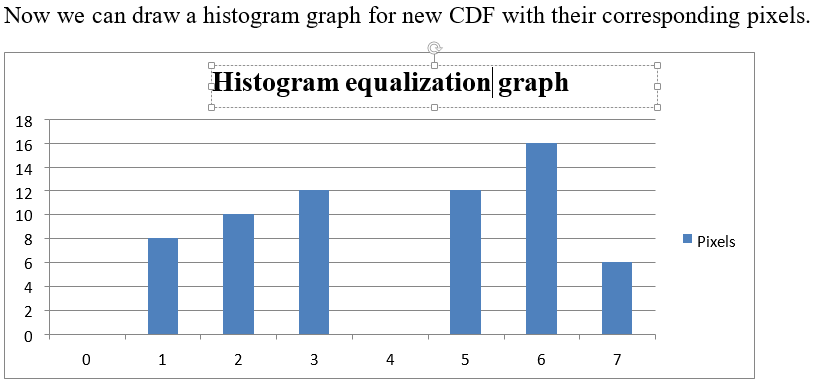 Now we can draw a histogram graph for new CDF with their corresponding pixels.
Histogram equalization graph
18
16
14
12
10
8
6
4
2
0
0 1 2 3 4 5 6 7
Pixels